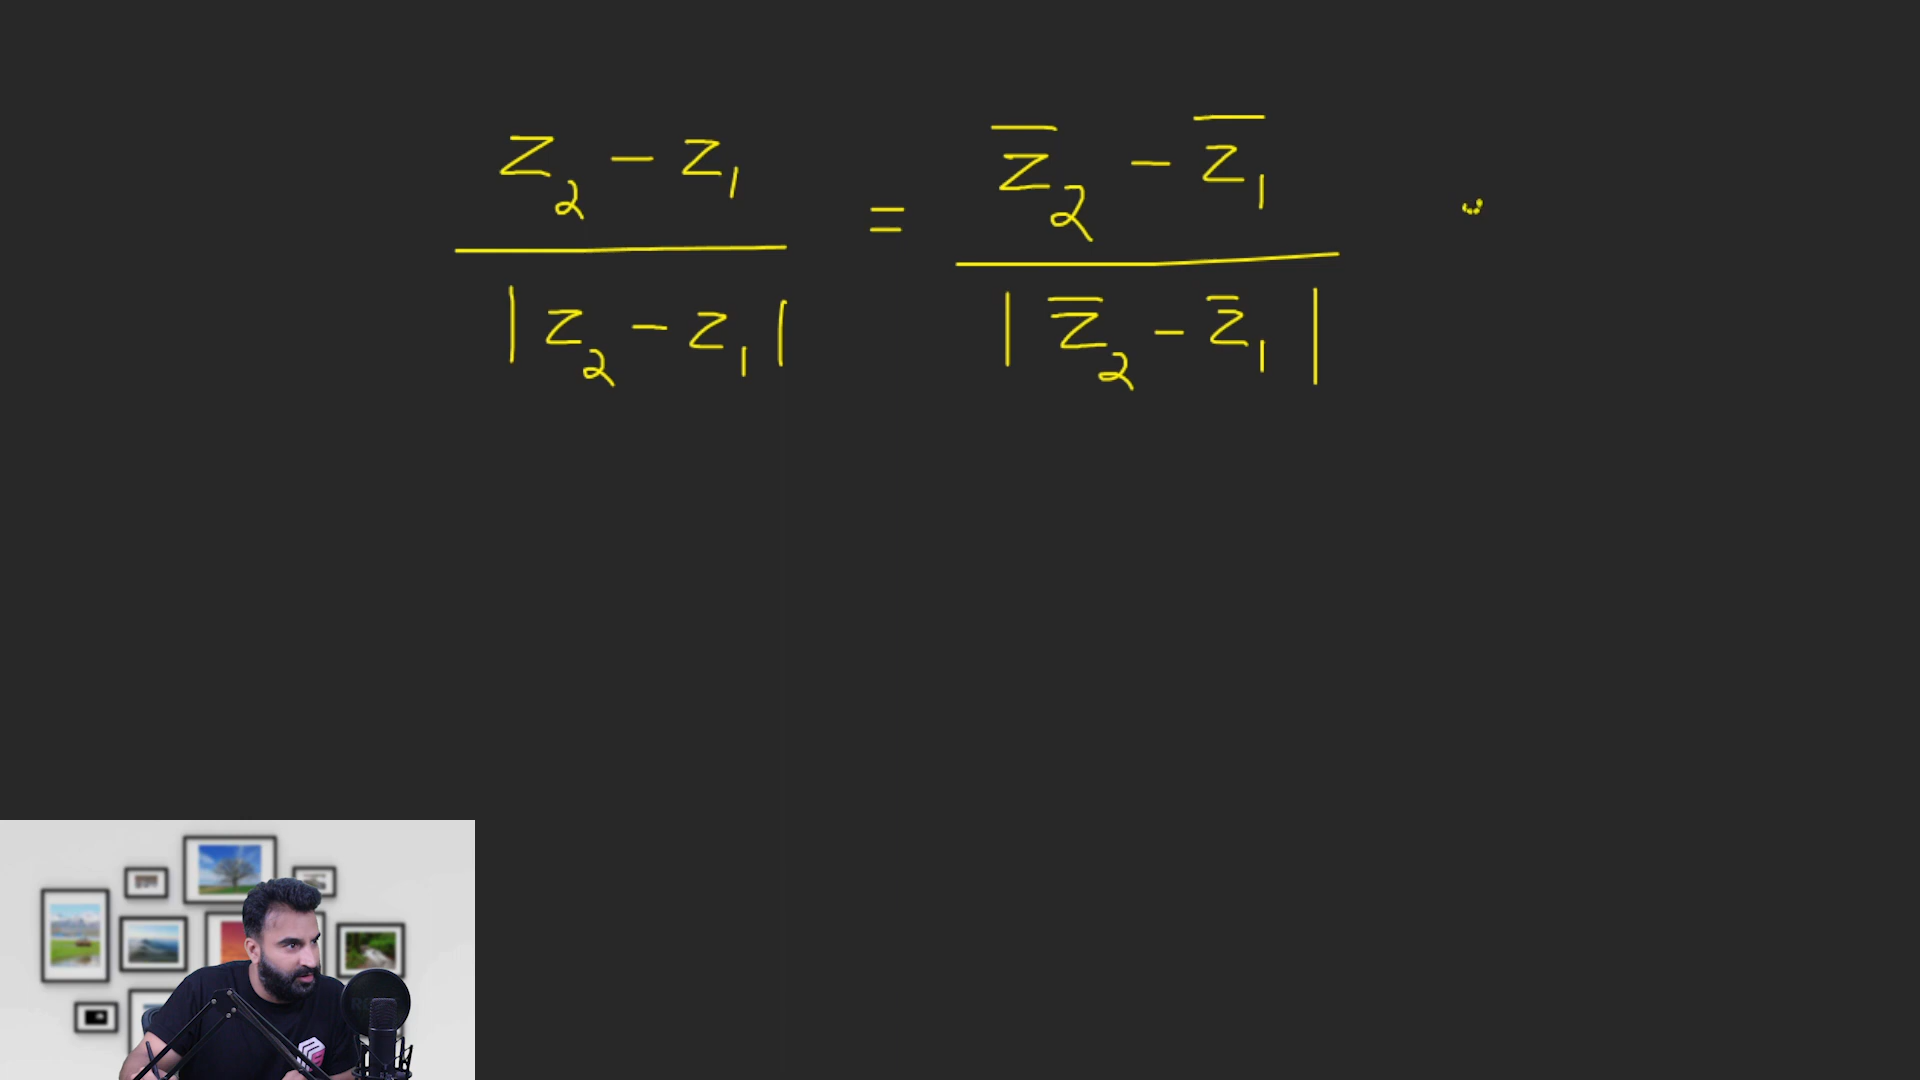 z₂ - z₁ / |z₂ - z₁| = z̄₂ - z̄₁ / |z̄₂ - z̄₁|